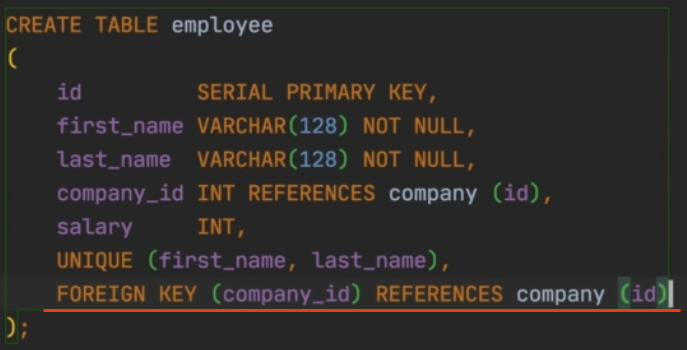 CREATE TABLE employee
(
id SERIAL PRIMARY KEY,
first_name VARCHAR(128) NOT NULL,
last_name VARCHAR(128) NOT NULL,
company_id INT REFERENCES company (id),
salary INT,
UNIQUE (first_name, last_name),
FOREIGN KEY (company_id) REFERENCES company (id)
);